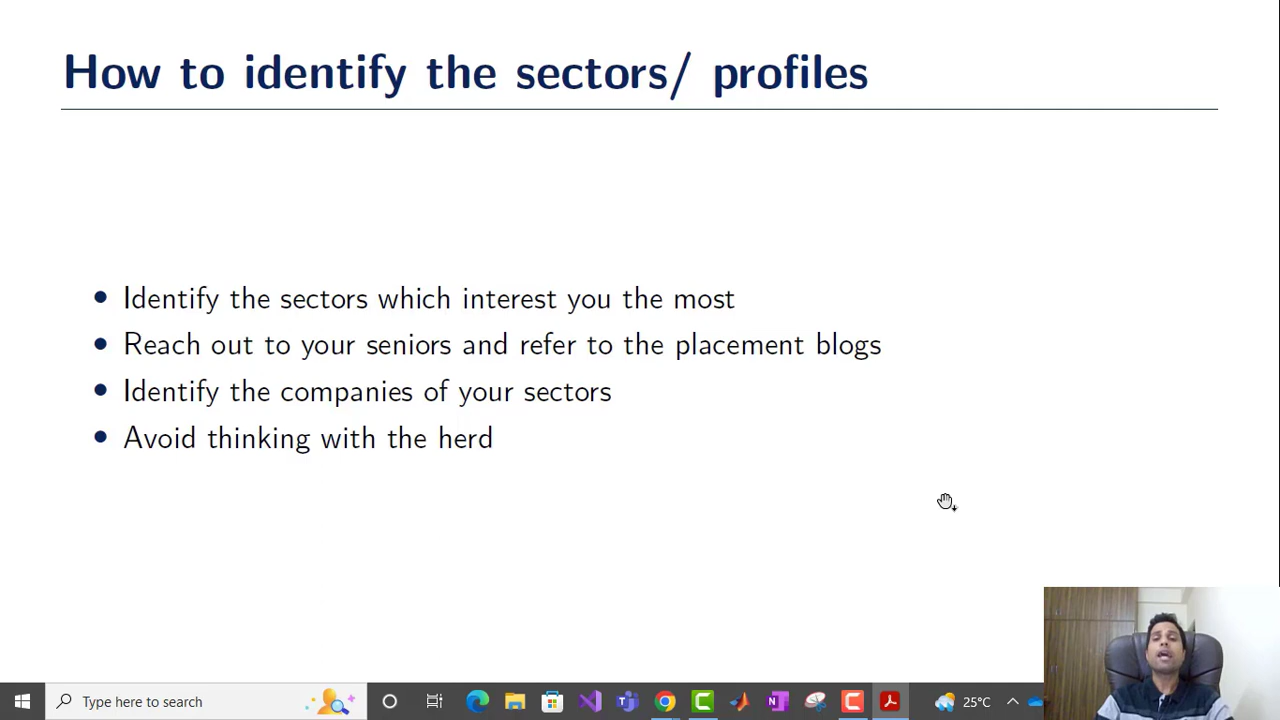 How to identify the sectors/ profiles
• Identify the sectors which interest you the most
• Reach out to your seniors and refer to the placement blogs
• Identify the companies of your sectors
• Avoid thinking with the herd
Type here to search
25°C